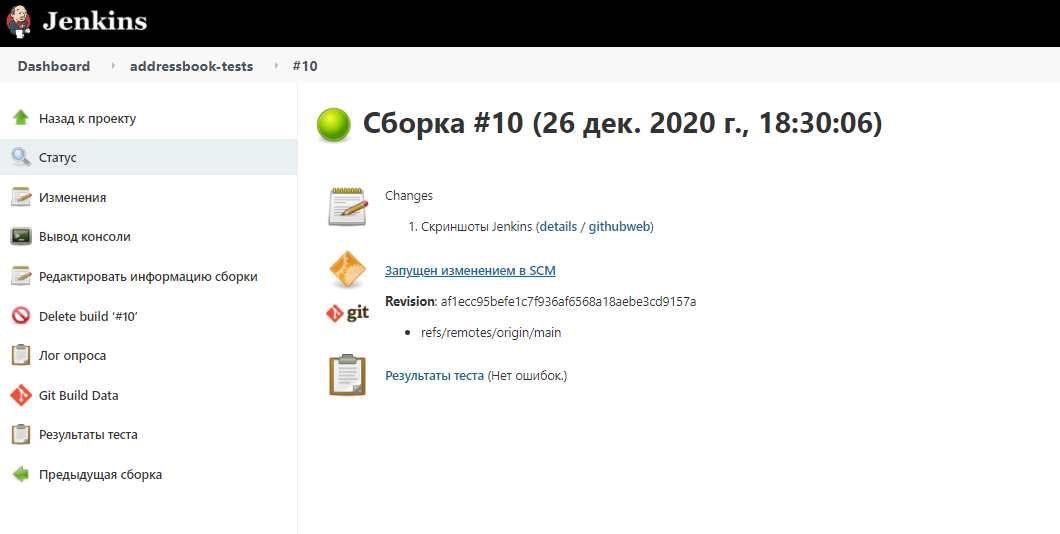 Jenkins
Dashboard addressbook-tests #10
Назад к проекту
Статус
Изменения
Вывод консоли
Редактировать информацию сборки
Delete build ‘#10’
Лог опроса
Git Build Data
Результаты теста
Предыдущая сборка
Сборка #10 (26 дек. 2020 г., 18:30:06)
Changes
1. Скриншоты Jenkins (details / githubweb)
Запущен изменением в SCM
git
Revision: af1ecc95befe1c7f936af6568a18aebe3cd9157a
• refs/remotes/origin/main
Результаты теста (Нет ошибок.)